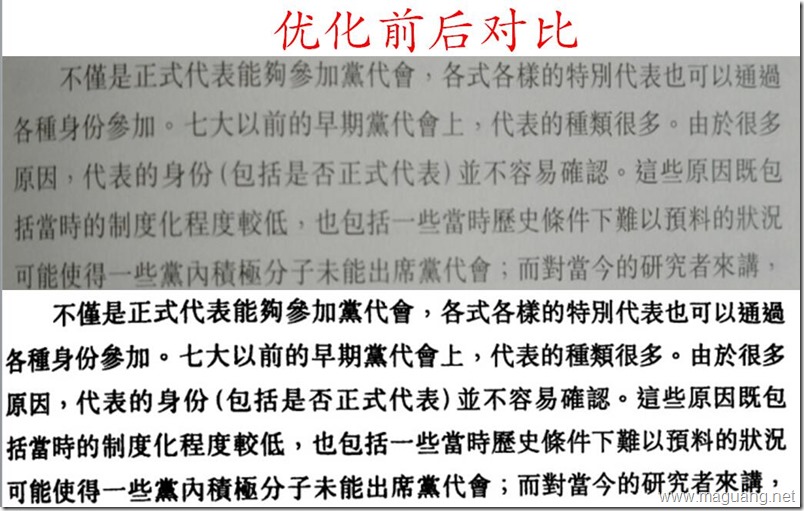 优化前后对比
不僅是正式代表能夠參加黨代會，各式各樣的特別代表也可以通過
各種身份參加。七大以前的早期黨代會上，代表的種類很多。由於很多
原因，代表的身份(包括是否正式代表)並不容易確認。這些原因既包
括當時的制度化程度較低，也包括一些當時歷史條件下難以預料的狀況
可能使得一些黨內積極分子未能出席黨代會；而對當今的研究者來講，
不僅是正式代表能夠參加黨代會，各式各樣的特別代表也可以通過
各種身份參加。七大以前的早期黨代會上，代表的種類很多。由於很多
原因，代表的身份(包括是否正式代表)並不容易確認。這些原因既包
括當時的制度化程度較低，也包括一些當時歷史條件下難以預料的狀況
可能使得一些黨內積極分子未能出席黨代會；而對當今的研究者來講，
www.maguang.net